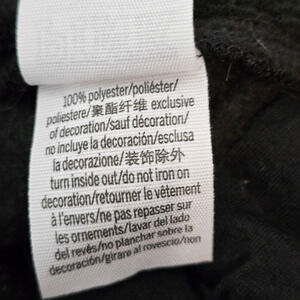 100% polyester/poliéster/
poliestere/聚酯纤维 exclusive
of decoration/sauf décoration/
no incluye la decoración/esclusa
la decorazione/装饰除外
turn inside out/do not iron on
decoration/retourner le vêtement
à l'envers/ne pas repasser sur
les ornements/lavar del lado
del revés/no planchar sobre la
decoración/girare al rovescio/non